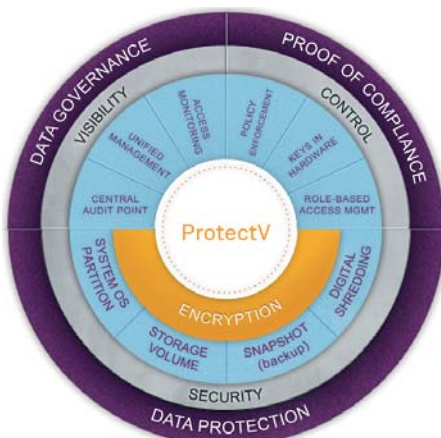 DATA GOVERNANCE
PROOF OF COMPLIANCE
VISIBILITY
CONTROL
CENTRAL
AUDIT POINT
UNIFIED
MANAGEMENT
ACCESS
MONITORING
POLICY
ENFORCEMENT
KEYS IN
HARDWARE
ROLE-BASED
ACCESS MGMT
ProtectV
ENCRYPTION
SYSTEM OS
PARTITION
STORAGE
VOLUME
SNAPSHOT
(backup)
DIGITAL
SHREDDING
SECURITY
DATA PROTECTION